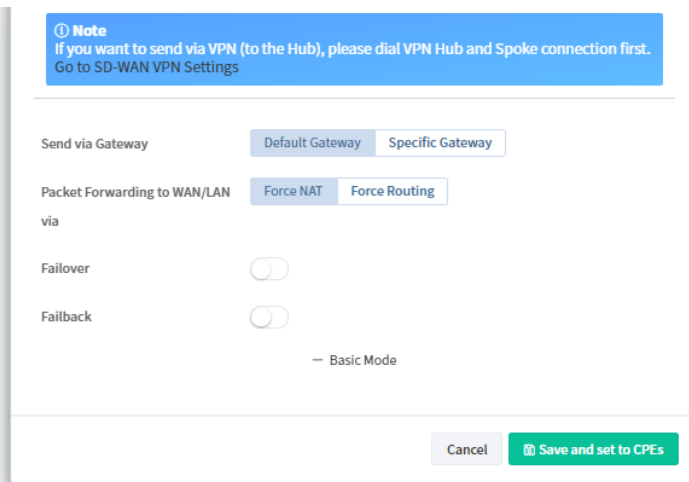 Note
If you want to send via VPN (to the Hub), please dial VPN Hub and Spoke connection first.
Go to SD-WAN VPN Settings
Send via Gateway
Default Gateway
Specific Gateway
Packet Forwarding to WAN/LAN
via
Force NAT
Force Routing
Failover
Failback
— Basic Mode
Cancel
Save and set to CPEs